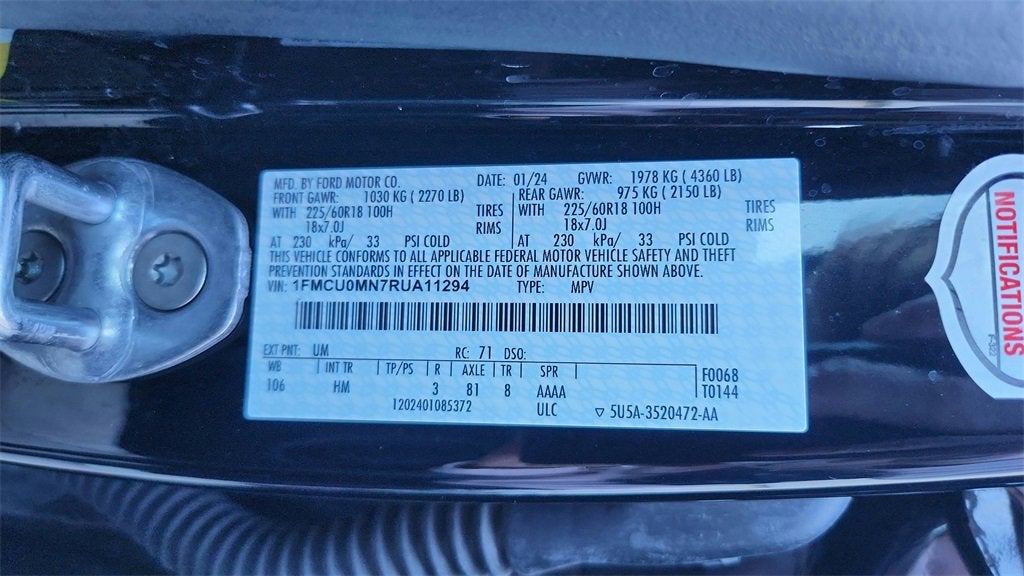 MFD. BY FORD MOTOR CO. DATE: 01/24 GVWR: 1978 KG ( 4360 LB)
FRONT GAWR: 1030 KG ( 2270 LB) REAR GAWR: 975 KG ( 2150 LB)
WITH 225/60R18 100H TIRES WITH 225/60R18 100H TIRES
18x7.0J RIMS 18x7.0J RIMS
AT 230 kPa/ 33 PSI COLD AT 230 kPa/ 33 PSI COLD
THIS VEHICLE CONFORMS TO ALL APPLICABLE FEDERAL MOTOR VEHICLE SAFETY AND THEFT
PREVENTION STANDARDS IN EFFECT ON THE DATE OF MANUFACTURE SHOWN ABOVE.
VIN: 1FMCU0MN7RUA11294 TYPE: MPV
EXT PNT: UM RC: 71 DSO:
WB INT TR TP/PS R AXLE TR SPR F0068
106 HM 3 81 8 AAAA T0144
1202401085372 ULC ▽ 5U5A-3520472-AA
NOTIFICATIONS